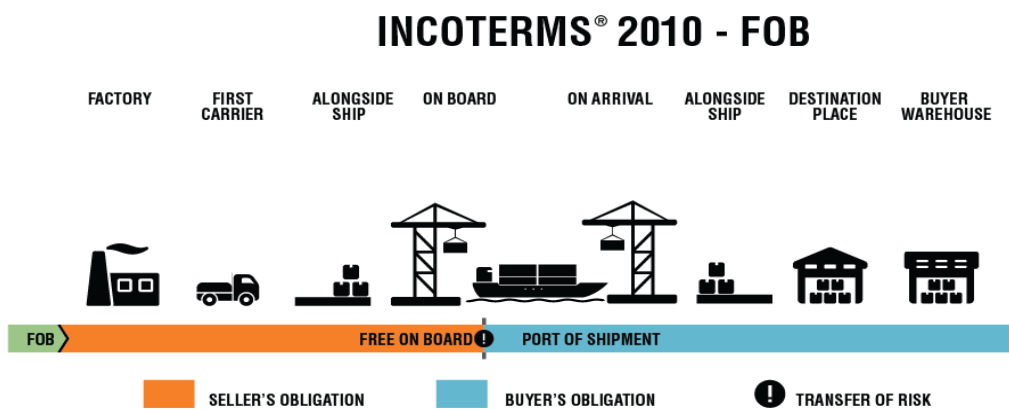 INCOTERMS® 2010 - FOB
FACTORY
FIRST
CARRIER
ALONGSIDE
SHIP
ON BOARD
ON ARRIVAL
ALONGSIDE
SHIP
DESTINATION
PLACE
BUYER
WAREHOUSE
FOB
FREE ON BOARD
!
PORT OF SHIPMENT
SELLER'S OBLIGATION
BUYER'S OBLIGATION
!
TRANSFER OF RISK